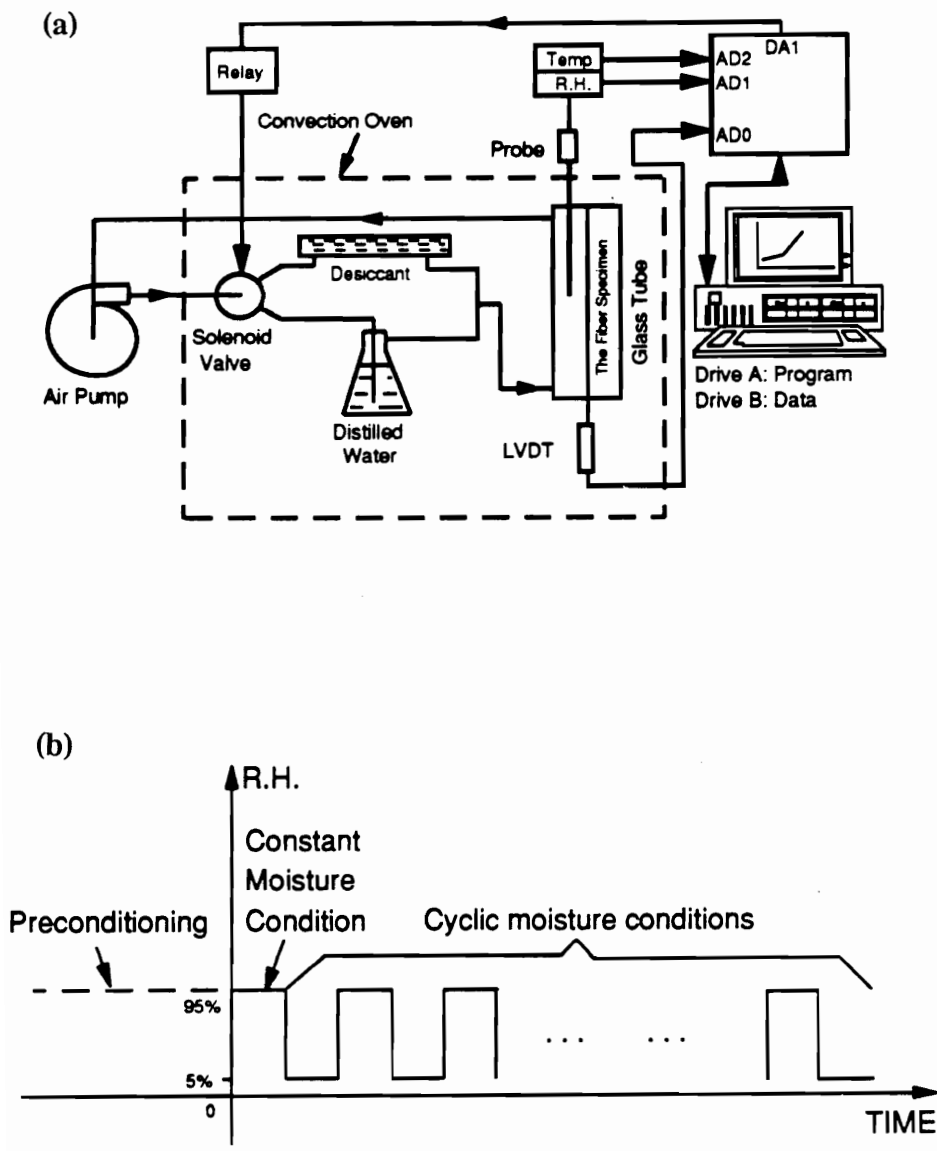 (a)
Relay
DA1
Temp
AD2
R.H.
AD1
Convection Oven
Probe
AD0
Desiccant
Solenoid
Valve
The Fiber Specimen
Glass Tube
Air Pump
Distilled
Water
LVDT
Drive A: Program
Drive B: Data
(b)
R.H.
Constant
Moisture
Condition
Preconditioning
Cyclic moisture conditions
95%
... ...
5%
0
TIME